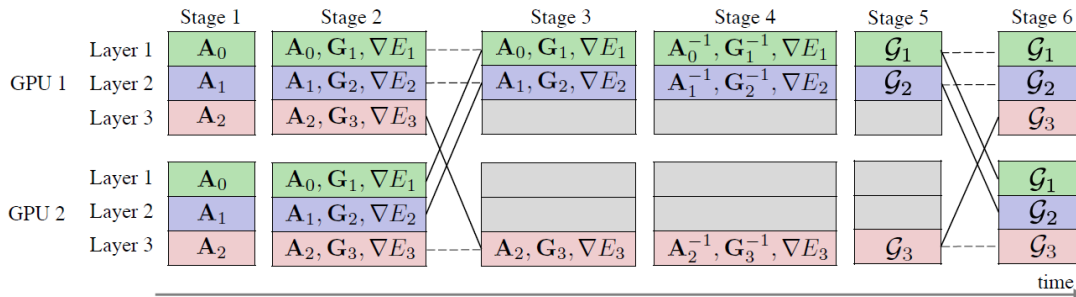 Stage 1 Stage 2 Stage 3 Stage 4 Stage 5 Stage 6
Layer 1 A₀ A₀, G₁, ∇E₁ A₀, G₁, ∇E₁ A₀⁻¹, G₁⁻¹, ∇E₁ 𝒢₁ 𝒢₁
GPU 1 Layer 2 A₁ A₁, G₂, ∇E₂ A₁, G₂, ∇E₂ A₁⁻¹, G₂⁻¹, ∇E₂ 𝒢₂ 𝒢₂
Layer 3 A₂ A₂, G₃, ∇E₃ 𝒢₃
Layer 1 A₀ A₀, G₁, ∇E₁ 𝒢₁
GPU 2 Layer 2 A₁ A₁, G₂, ∇E₂ 𝒢₂
Layer 3 A₂ A₂, G₃, ∇E₃ A₂, G₃, ∇E₃ A₂⁻¹, G₃⁻¹, ∇E₃ 𝒢₃ 𝒢₃
time